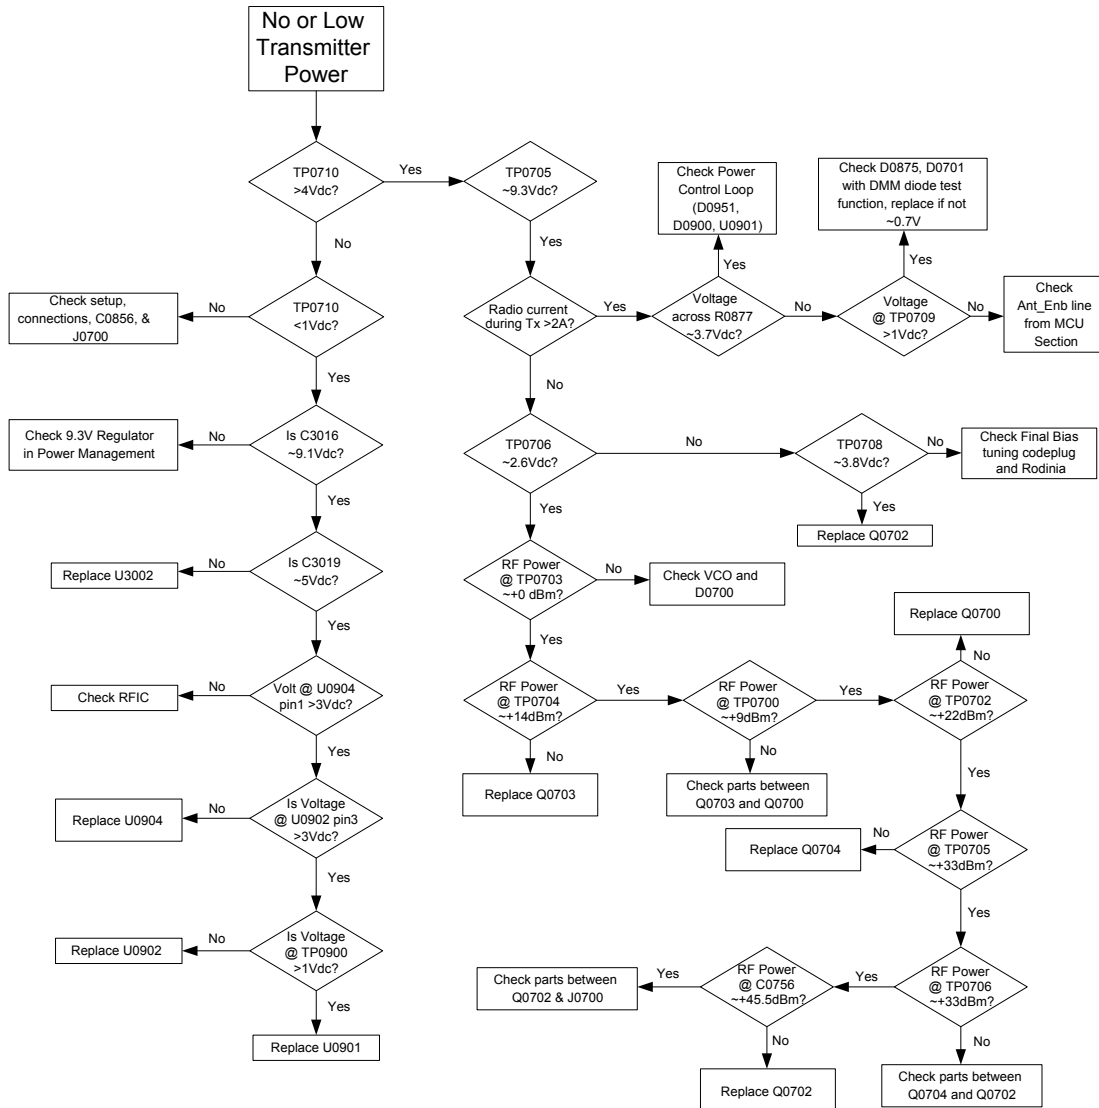 No or Low
Transmitter
Power
TP0710
>4Vdc?
Yes
TP0705
~9.3Vdc?
Check Power
Control Loop
(D0951,
D0900, U0901)
Check D0875, D0701
with DMM diode test
function, replace if not
~0.7V
No
Yes
Yes
Yes
Check setup,
connections, C0856, &
J0700
No
TP0710
<1Vdc?
Radio current
during Tx >2A?
Yes
Voltage
across R0877
~3.7Vdc?
No
Voltage
@ TP0709
>1Vdc?
No
Check
Ant_Enb line
from MCU
Section
Yes
No
Check 9.3V Regulator
in Power Management
No
Is C3016
~9.1Vdc?
TP0706
~2.6Vdc?
No
TP0708
~3.8Vdc?
No
Check Final Bias
tuning codeplug
and Rodinia
Yes
Yes
Yes
Replace Q0702
Replace U3002
No
Is C3019
~5Vdc?
RF Power
@ TP0703
~+0 dBm?
No
Check VCO and
D0700
Replace Q0700
Yes
Yes
No
Check RFIC
No
Volt @ U0904
pin1 >3Vdc?
RF Power
@ TP0704
~+14dBm?
Yes
RF Power
@ TP0700
~+9dBm?
Yes
RF Power
@ TP0702
~+22dBm?
Yes
No
No
Yes
Replace Q0703
Check parts between
Q0703 and Q0700
Replace U0904
No
Is Voltage
@ U0902 pin3
>3Vdc?
Replace Q0704
No
RF Power
@ TP0705
~+33dBm?
Yes
Yes
Replace U0902
No
Is Voltage
@ TP0900
>1Vdc?
Check parts between
Q0702 & J0700
Yes
RF Power
@ C0756
~+45.5dBm?
Yes
RF Power
@ TP0706
~+33dBm?
Yes
No
No
Replace U0901
Replace Q0702
Check parts between
Q0704 and Q0702